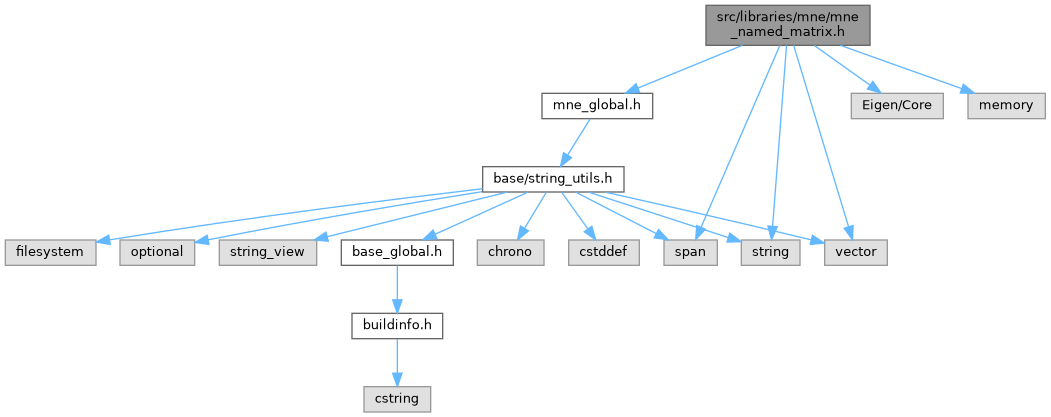 src/libraries/mne/mne
_named_matrix.h
mne_global.h
Eigen/Core
memory
base/string_utils.h
filesystem
optional
string_view
base_global.h
chrono
cstddef
span
string
vector
buildinfo.h
cstring